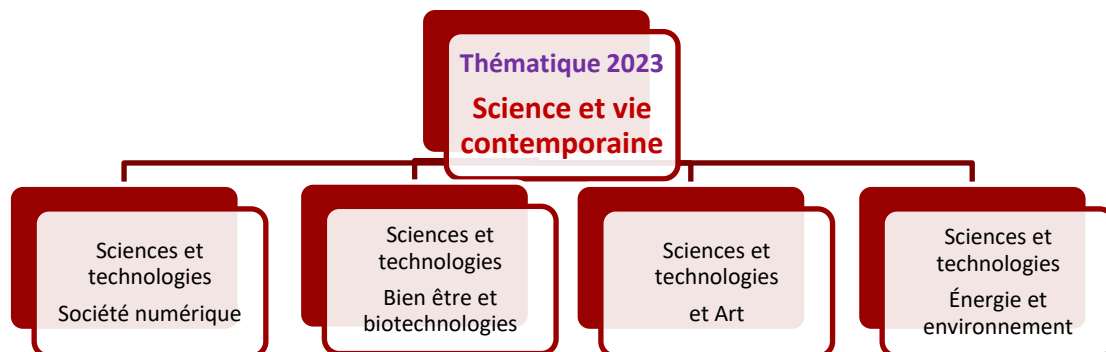 Thématique 2023
Science et vie
contemporaine
Sciences et
technologies
Société numérique
Sciences et
technologies
Bien être et
biotechnologies
Sciences et
technologies
et Art
Sciences et
technologies
Énergie et
environnement